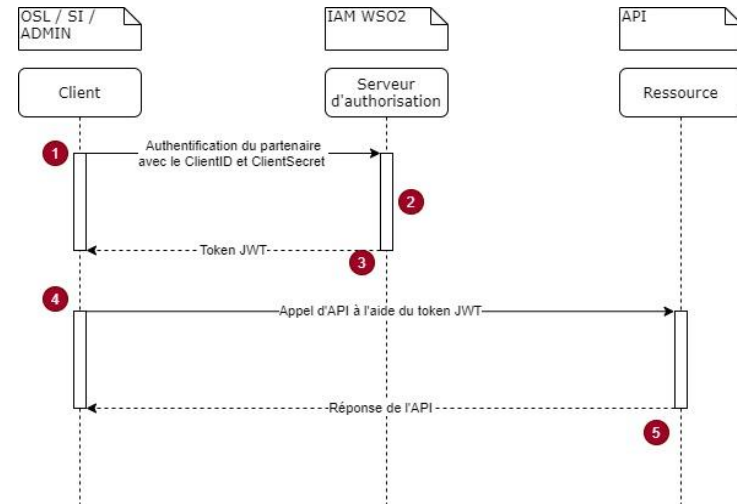 OSL / SI /
ADMIN
IAM WSO2
API
Client
Serveur
d'authorisation
Ressource
1
Authentification du partenaire
avec le ClientID et ClientSecret
2
Token JWT
3
4
Appel d'API à l'aide du token JWT
Réponse de l'API
5